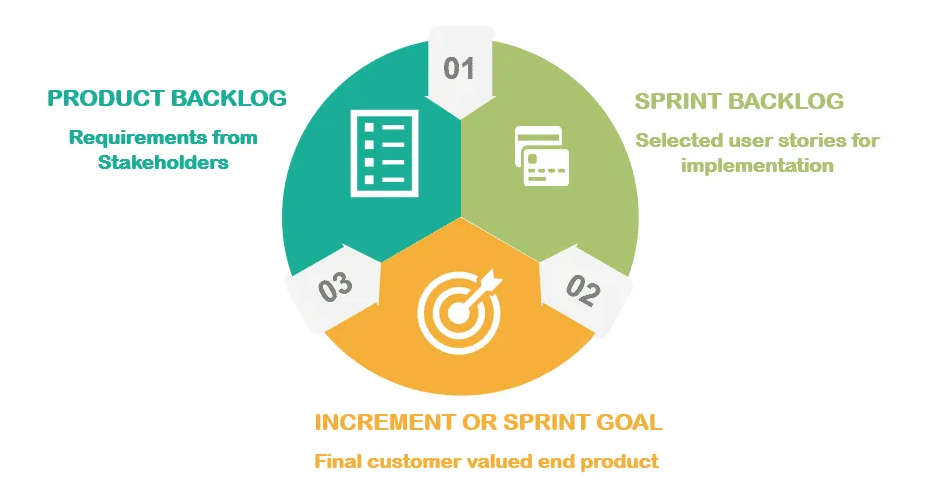 01
PRODUCT BACKLOG
Requirements from
Stakeholders
SPRINT BACKLOG
Selected user stories for
implementation
03
02
INCREMENT OR SPRINT GOAL
Final customer valued end product